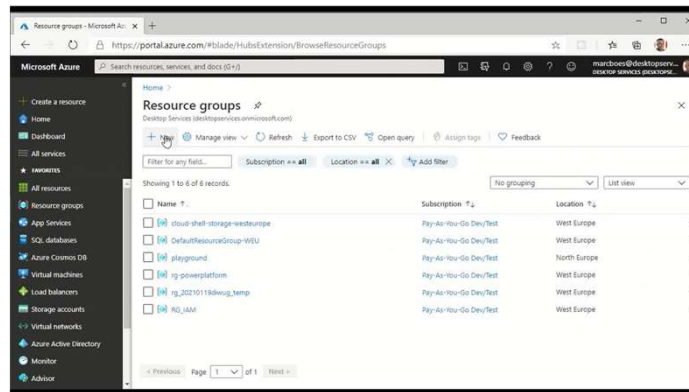 Resource groups - Microsoft Az
https://portal.azure.com/#blade/HubsExtension/BrowseResourceGroups
Microsoft Azure
Search resources, services, and docs (G+/)
marcboes@desktopserv...
DESKTOP SERVICES (DESKTOPSE...
Create a resource
Home
Dashboard
All services
FAVORITES
All resources
Resource groups
App Services
SQL databases
Azure Cosmos DB
Virtual machines
Load balancers
Storage accounts
Virtual networks
Azure Active Directory
Monitor
Advisor
Home >
Resource groups
Desktop Services (desktopservices.onmicrosoft.com)
+ New Manage view Refresh Export to CSV Open query Assign tags Feedback
Filter for any field... Subscription == all Location == all Add filter
Showing 1 to 6 of 6 records. No grouping List view
Name Subscription Location
cloud-shell-storage-westeurope Pay-As-You-Go Dev/Test West Europe
DefaultResourceGroup-WEU Pay-As-You-Go Dev/Test West Europe
playground Pay-As-You-Go Dev/Test North Europe
rg-powerplatform Pay-As-You-Go Dev/Test West Europe
rg_20210119diwug_temp Pay-As-You-Go Dev/Test West Europe
RG_IAM Pay-As-You-Go Dev/Test West Europe
< Previous Page 1 of 1 Next >